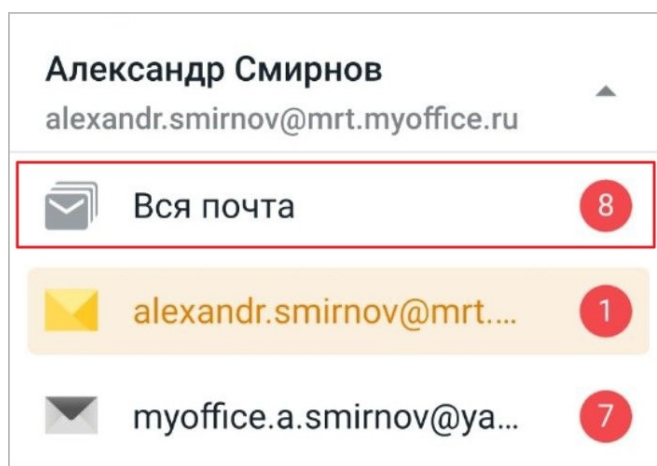 Александр Смирнов
alexandr.smirnov@mrt.myoffice.ru
Вся почта 8
alexandr.smirnov@mrt.... 1
myoffice.a.smirnov@ya... 7